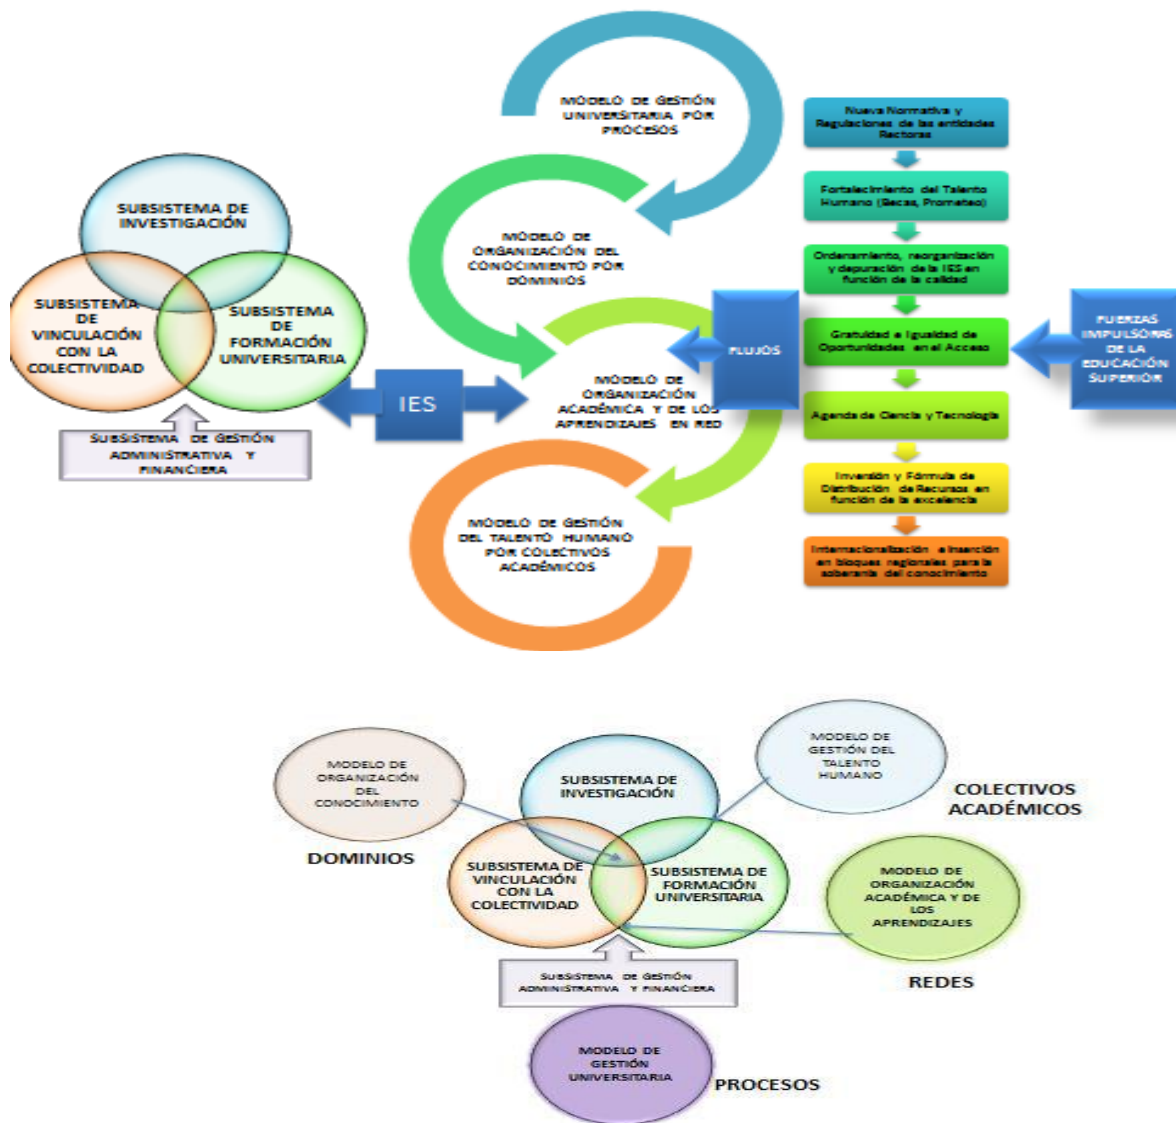 SUBSISTEMA DE
INVESTIGACIÓN
SUBSISTEMA
DE
VINCULACIÓN
CON LA
COLECTIVIDAD
SUBSISTEMA
DE
FORMACIÓN
UNIVERSITARIA
SUBSISTEMA DE GESTIÓN
ADMINISTRATIVA Y
FINANCIERA
IES
MODELO DE GESTIÓN
UNIVERSITARIA POR
PROCESOS
MODELO DE
ORGANIZACIÓN DEL
CONOCIMIENTO POR
DOMINIOS
MODELO DE
ORGANIZACIÓN
ACADÉMICA Y DE LOS
APRENDIZAJES EN RED
MODELO DE GESTIÓN
DEL TALENTO HUMANO
POR COLECTIVOS
ACADÉMICOS
FLUJOS
Nueva Normativa y
Regulaciones de las entidades
Rectoras
Fortalecimiento del Talento
Humano (Becas, Prometeo)
Ordenamiento, reorganización
y depuración de la IES en
función de la calidad
Gratuidad e Igualdad de
Oportunidades en el Acceso
Agenda de Ciencia y Tecnología
Inversión y Fórmula de
Distribución de Recursos en
función de la excelencia
Internacionalización e inserción
en bloques regionales para la
soberanía del conocimiento
FUERZAS
IMPULSORAS
DE LA
EDUCACIÓN
SUPERIOR
MODELO DE
ORGANIZACIÓN
DEL
CONOCIMIENTO
DOMINIOS
SUBSISTEMA DE
INVESTIGACIÓN
MODELO DE
GESTIÓN DEL
TALENTO
HUMANO
COLECTIVOS
ACADÉMICOS
SUBSISTEMA DE
VINCULACIÓN
CON LA
COLECTIVIDAD
SUBSISTEMA DE
FORMACIÓN
UNIVERSITARIA
MODELO DE
ORGANIZACIÓN
ACADÉMICA Y DE
LOS
APRENDIZAJES
REDES
SUBSISTEMA DE GESTIÓN
ADMINISTRATIVA Y FINANCIERA
MODELO DE
GESTIÓN
UNIVERSITARIA
PROCESOS